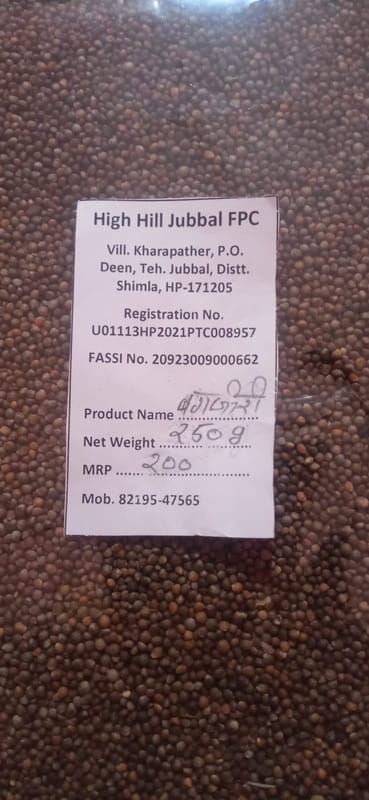 High Hill Jubbal FPC
Vill. Kharapather, P.O.
Deen, Teh. Jubbal, Distt.
Shimla, HP-171205
Registration No.
U01113HP2021PTC008957
FASSI No. 20923009000662
Product Name
Net Weight ........... 250g ...........
MRP ...... 200 ......................
Mob. 82195-47565